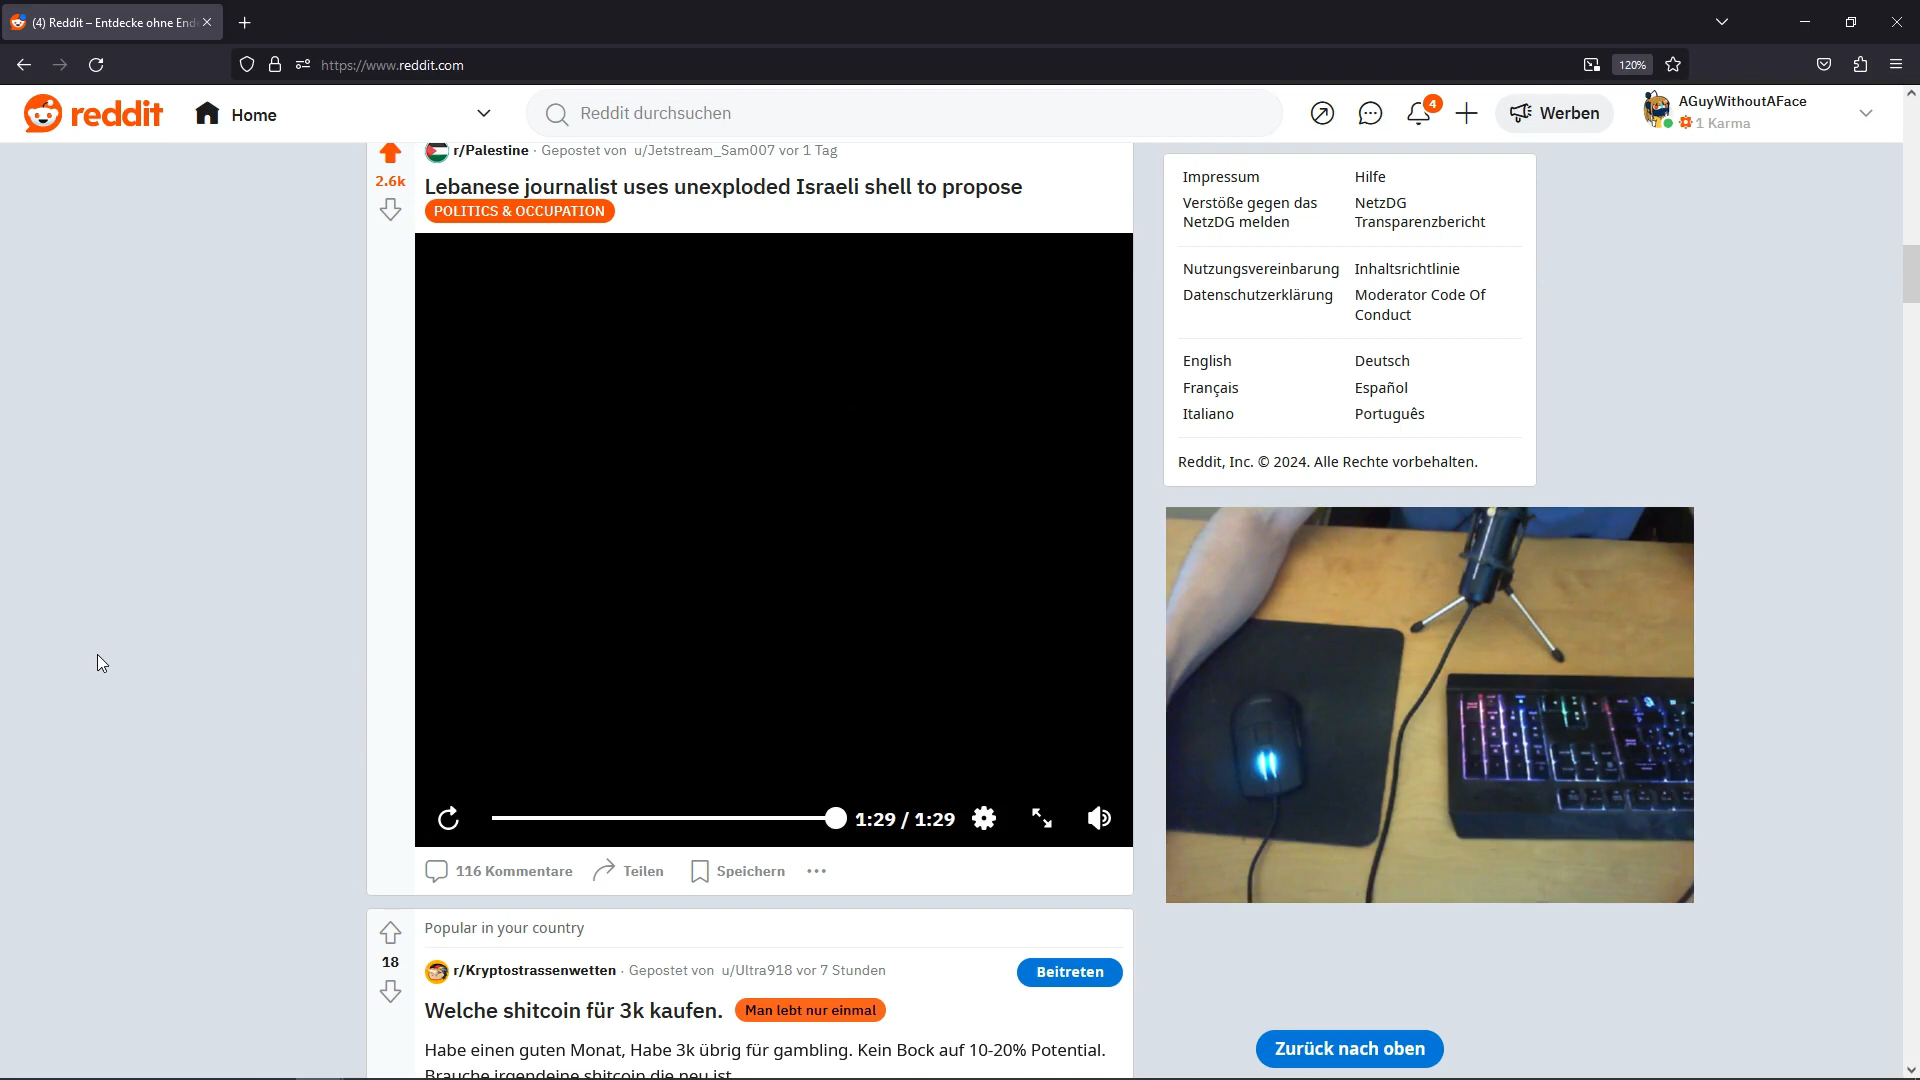 (4) Reddit – Entdecke ohne End
https://www.reddit.com
120%
reddit
Home
Reddit durchsuchen
4
Werben
AGuyWithoutAFace
1 Karma
r/Palestine · Gepostet von u/Jetstream_Sam007 vor 1 Tag
2.6k
Lebanese journalist uses unexploded Israeli shell to propose
POLITICS & OCCUPATION
1:29 / 1:29
116 Kommentare
Teilen
Speichern
Popular in your country
18
r/Kryptostrassenwetten · Gepostet von u/Ultra918 vor 7 Stunden
Beitreten
Welche shitcoin für 3k kaufen.
Man lebt nur einmal
Habe einen guten Monat, Habe 3k übrig für gambling. Kein Bock auf 10-20% Potential.
Brauche irgendeine shitcoin die neu ist
Impressum
Hilfe
Verstöße gegen das
NetzDG melden
NetzDG
Transparenzbericht
Nutzungsvereinbarung
Inhaltsrichtlinie
Datenschutzerklärung
Moderator Code Of
Conduct
English
Deutsch
Français
Español
Italiano
Português
Reddit, Inc. © 2024. Alle Rechte vorbehalten.
Zurück nach oben